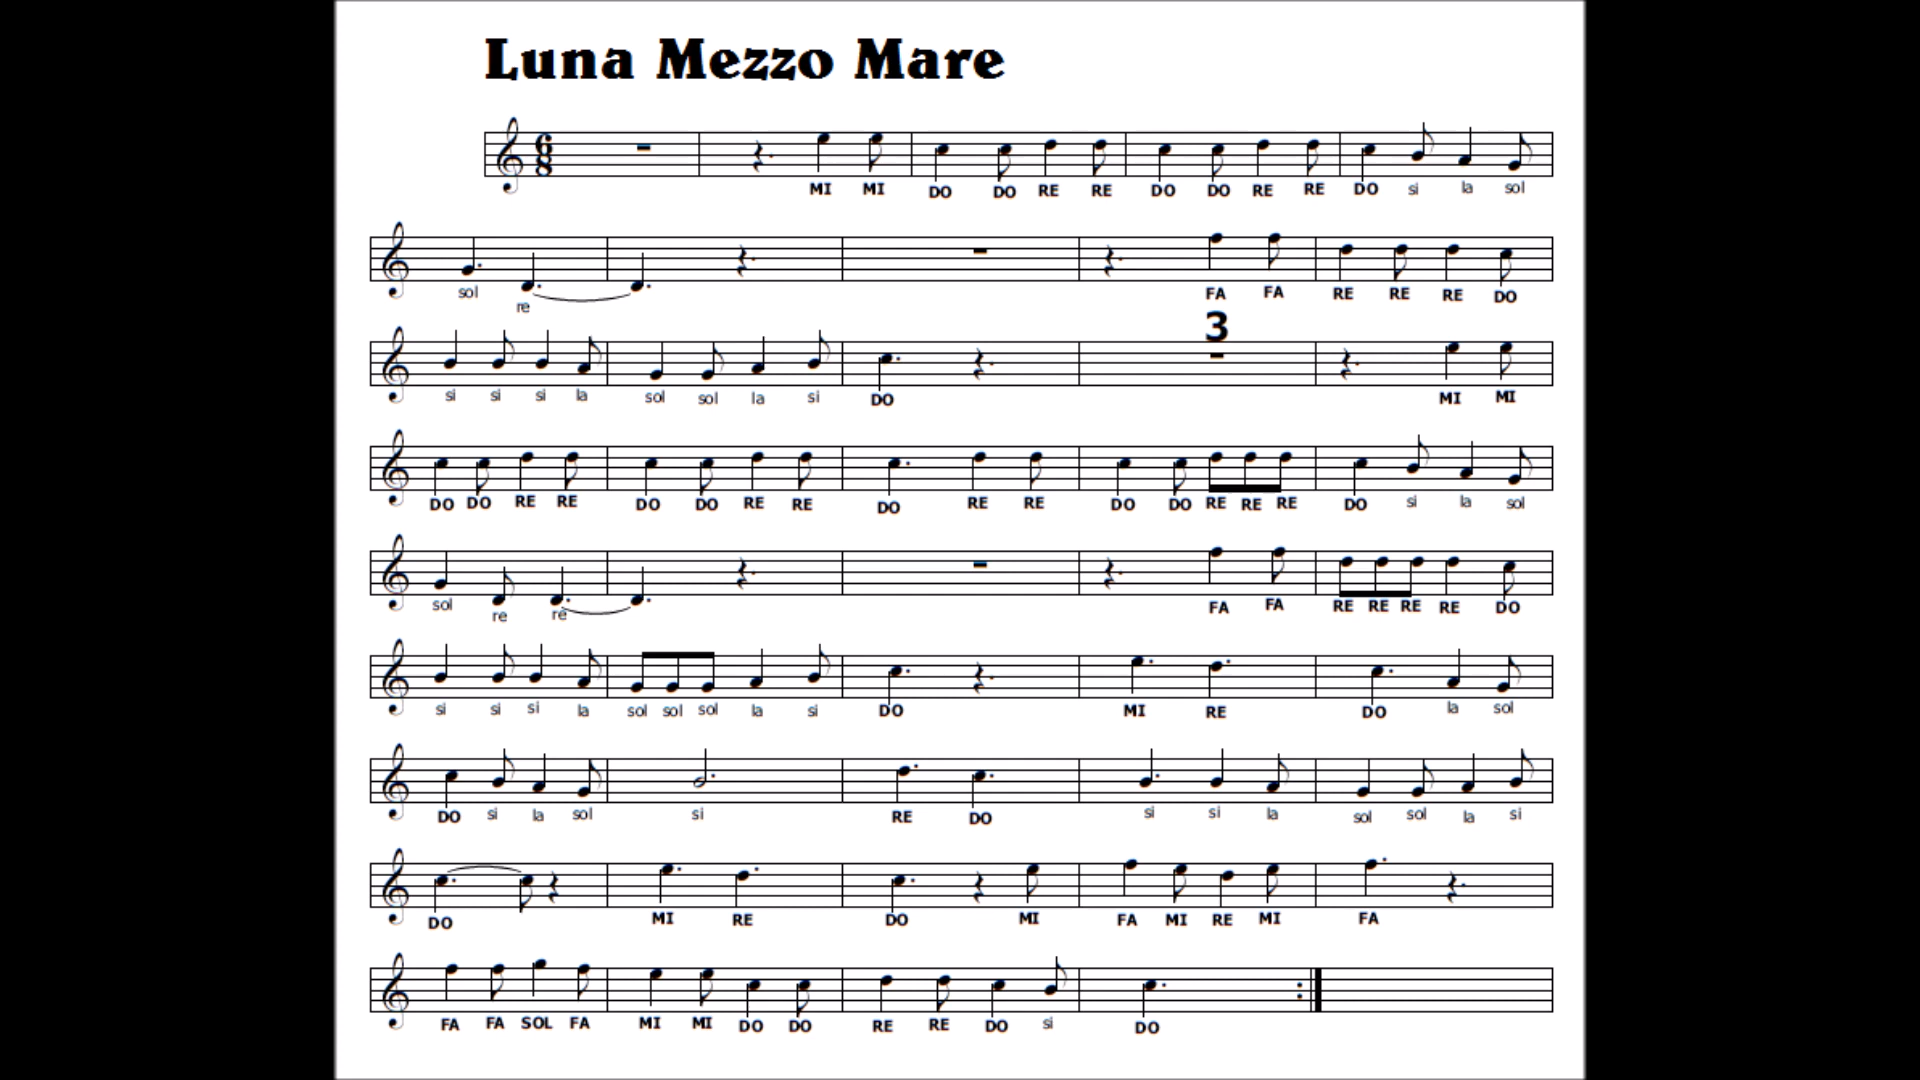 Luna Mezzo Mare
6
8
MI MI DO DO RE RE DO DO RE RE DO si la sol
sol re FA FA RE RE RE DO
3
si si si la sol sol la si DO MI MI
DO DO RE RE DO DO RE RE DO RE RE DO DO RE RE RE DO si la sol
sol re re FA FA RE RE RE RE DO
si si si la sol sol sol la si DO MI RE DO la sol
DO si la sol si RE DO si si la sol sol la si
DO MI RE DO MI FA MI RE MI FA
FA FA SOL FA MI MI DO DO RE RE DO si DO